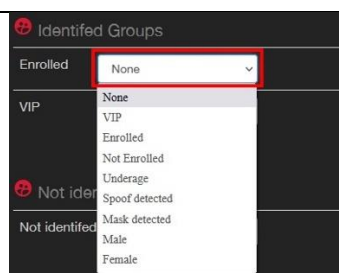 Identifed Groups
Enrolled
None
VIP
None
VIP
Enrolled
Not Enrolled
Underage
Spoof detected
Mask detected
Male
Female
Not iden
Not identifed